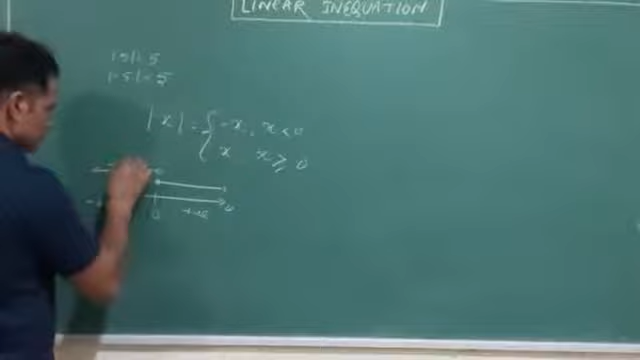 LINEAR INEQUATION
|5|= 5
|-5|= 5
|x| = { -x, x < 0
x x ⩾ 0
0 +∞